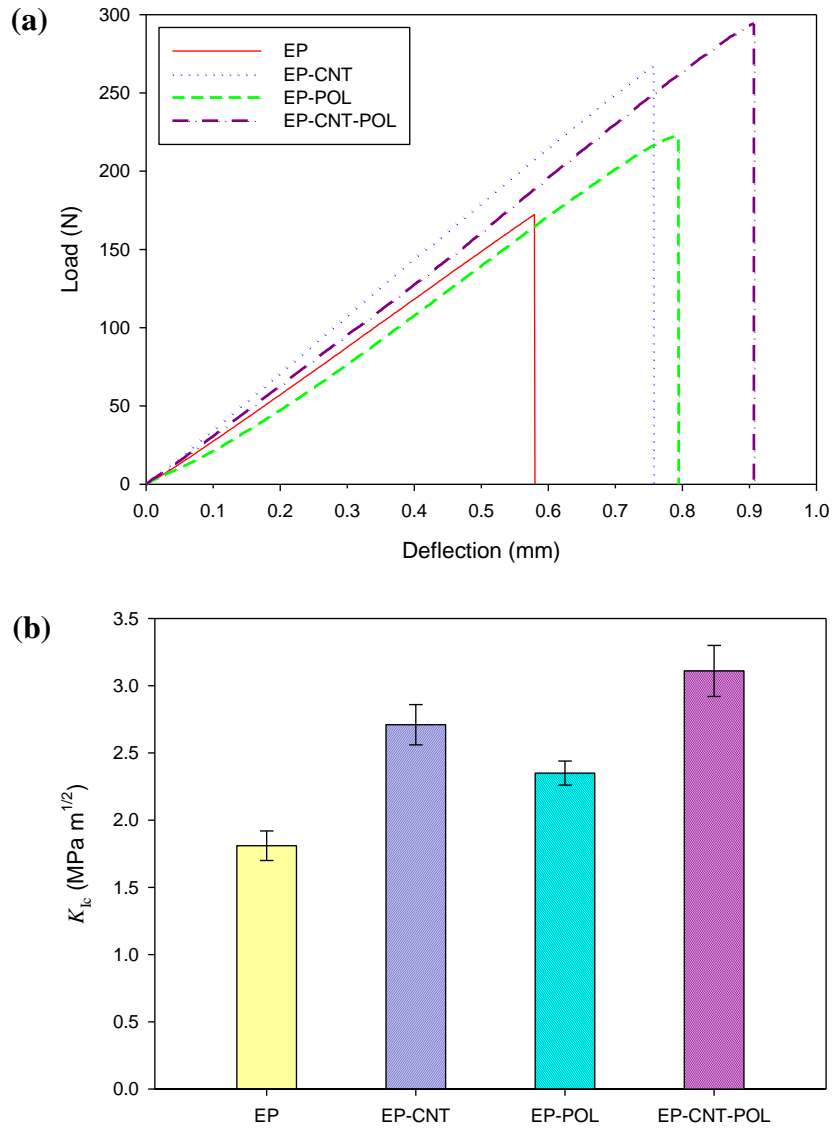 (a)
300
250
200
150
100
50
0
Load (N)
EP
EP-CNT
EP-POL
EP-CNT-POL
0.0 0.1 0.2 0.3 0.4 0.5 0.6 0.7 0.8 0.9 1.0
Deflection (mm)
(b)
3.5
3.0
2.5
2.0
1.5
1.0
0.5
0.0
K_Ic (MPa m^1/2)
EP EP-CNT EP-POL EP-CNT-POL